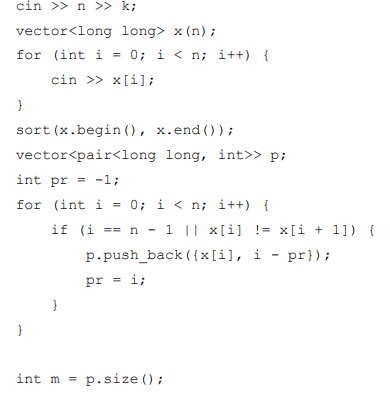 cin >> n >> k;
vector<long long> x(n);
for (int i = 0; i < n; i++) {
    cin >> x[i];
}
sort(x.begin(), x.end());
vector<pair<long long, int>> p;
int pr = -1;
for (int i = 0; i < n; i++) {
    if (i == n - 1 || x[i] != x[i + 1]) {
        p.push_back({x[i], i - pr});
        pr = i;
    }
}

int m = p.size();